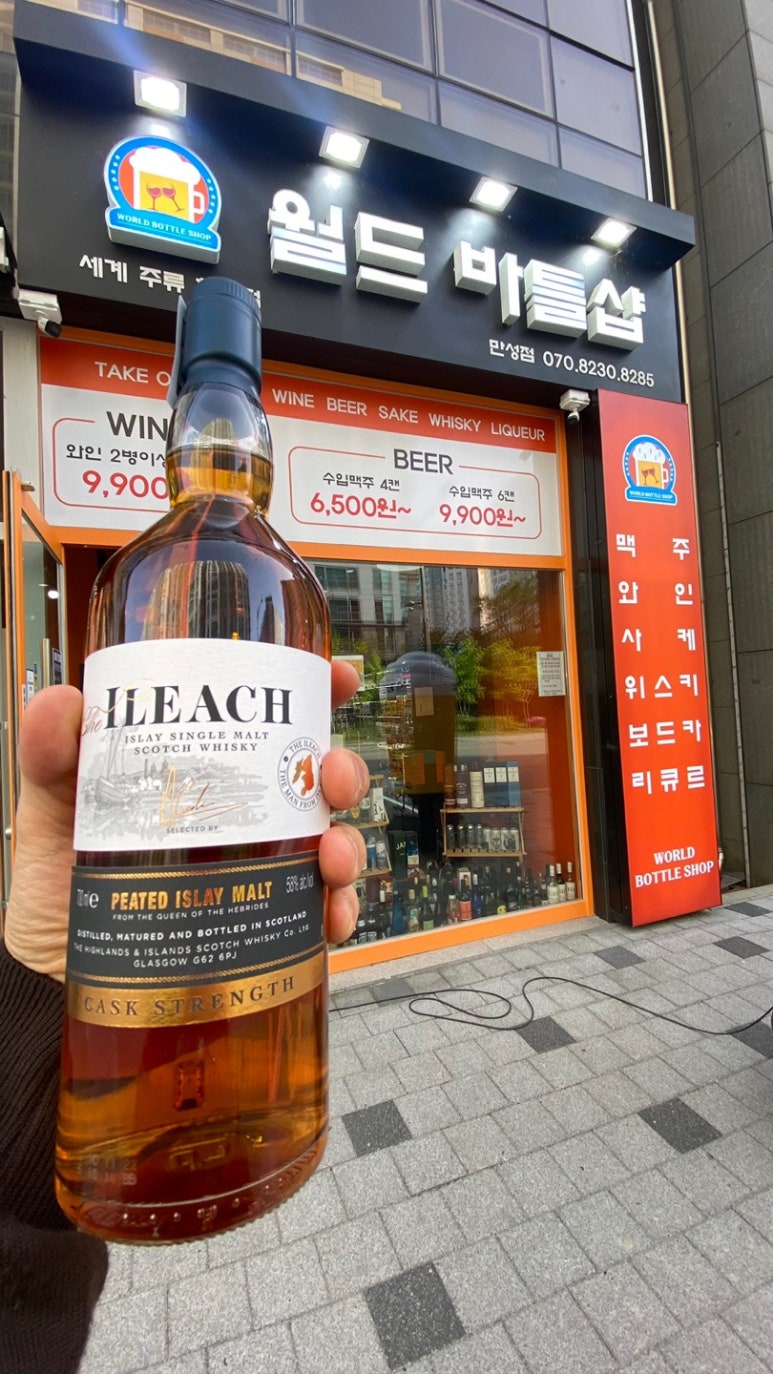 WORLD BOTTLE SHOP
월드 바틀샵
세계 주류
만성점 070.8230.8285
TAKE
WINE BEER SAKE WHISKY LIQUEUR
WIN
와인 2병이상
9,900
BEER
수입맥주 4캔
6,500원~
수입맥주 6캔
9,900원~
WORLD BOTTLE SHOP
맥주
와인
사케
위스키
보드카
리큐르
WORLD
BOTTLE SHOP
The ILEACH
ISLAY SINGLE MALT
SCOTCH WHISKY
THE ILEACH
THE MAN FROM
SELECTED BY
70cl e PEATED ISLAY MALT 58% alc/vol
FROM THE QUEEN OF THE HEBRIDES
DISTILLED, MATURED AND BOTTLED IN SCOTLAND
THE HIGHLANDS & ISLANDS SCOTCH WHISKY Co. Ltd.
GLASGOW G62 6PJ
CASK STRENGTH